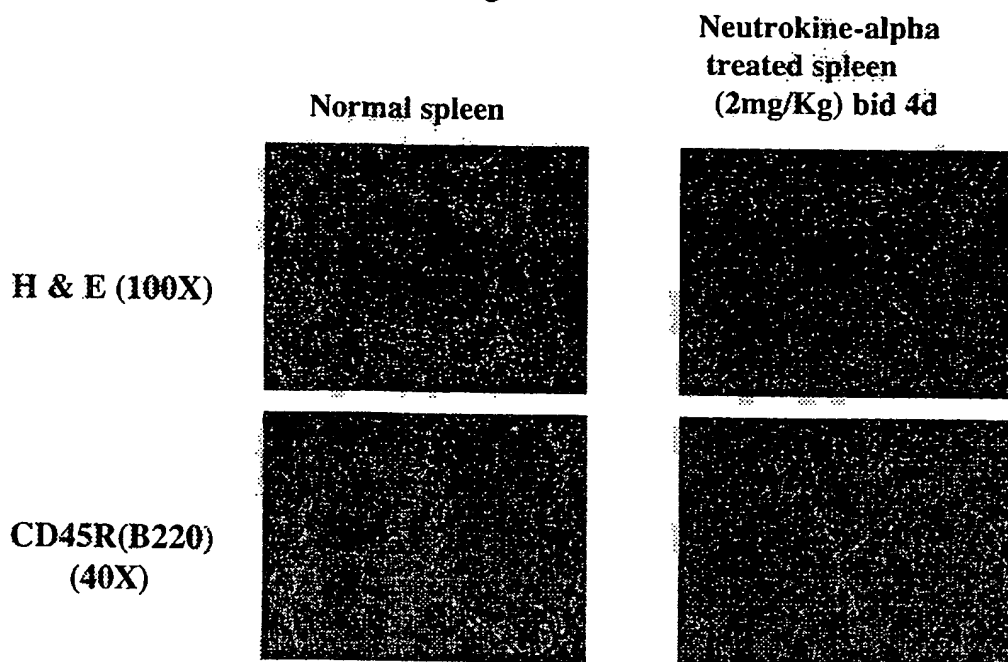 Neutrokine-alpha
treated spleen
(2mg/Kg) bid 4d
Normal spleen
H & E (100X)
CD45R(B220)
(40X)